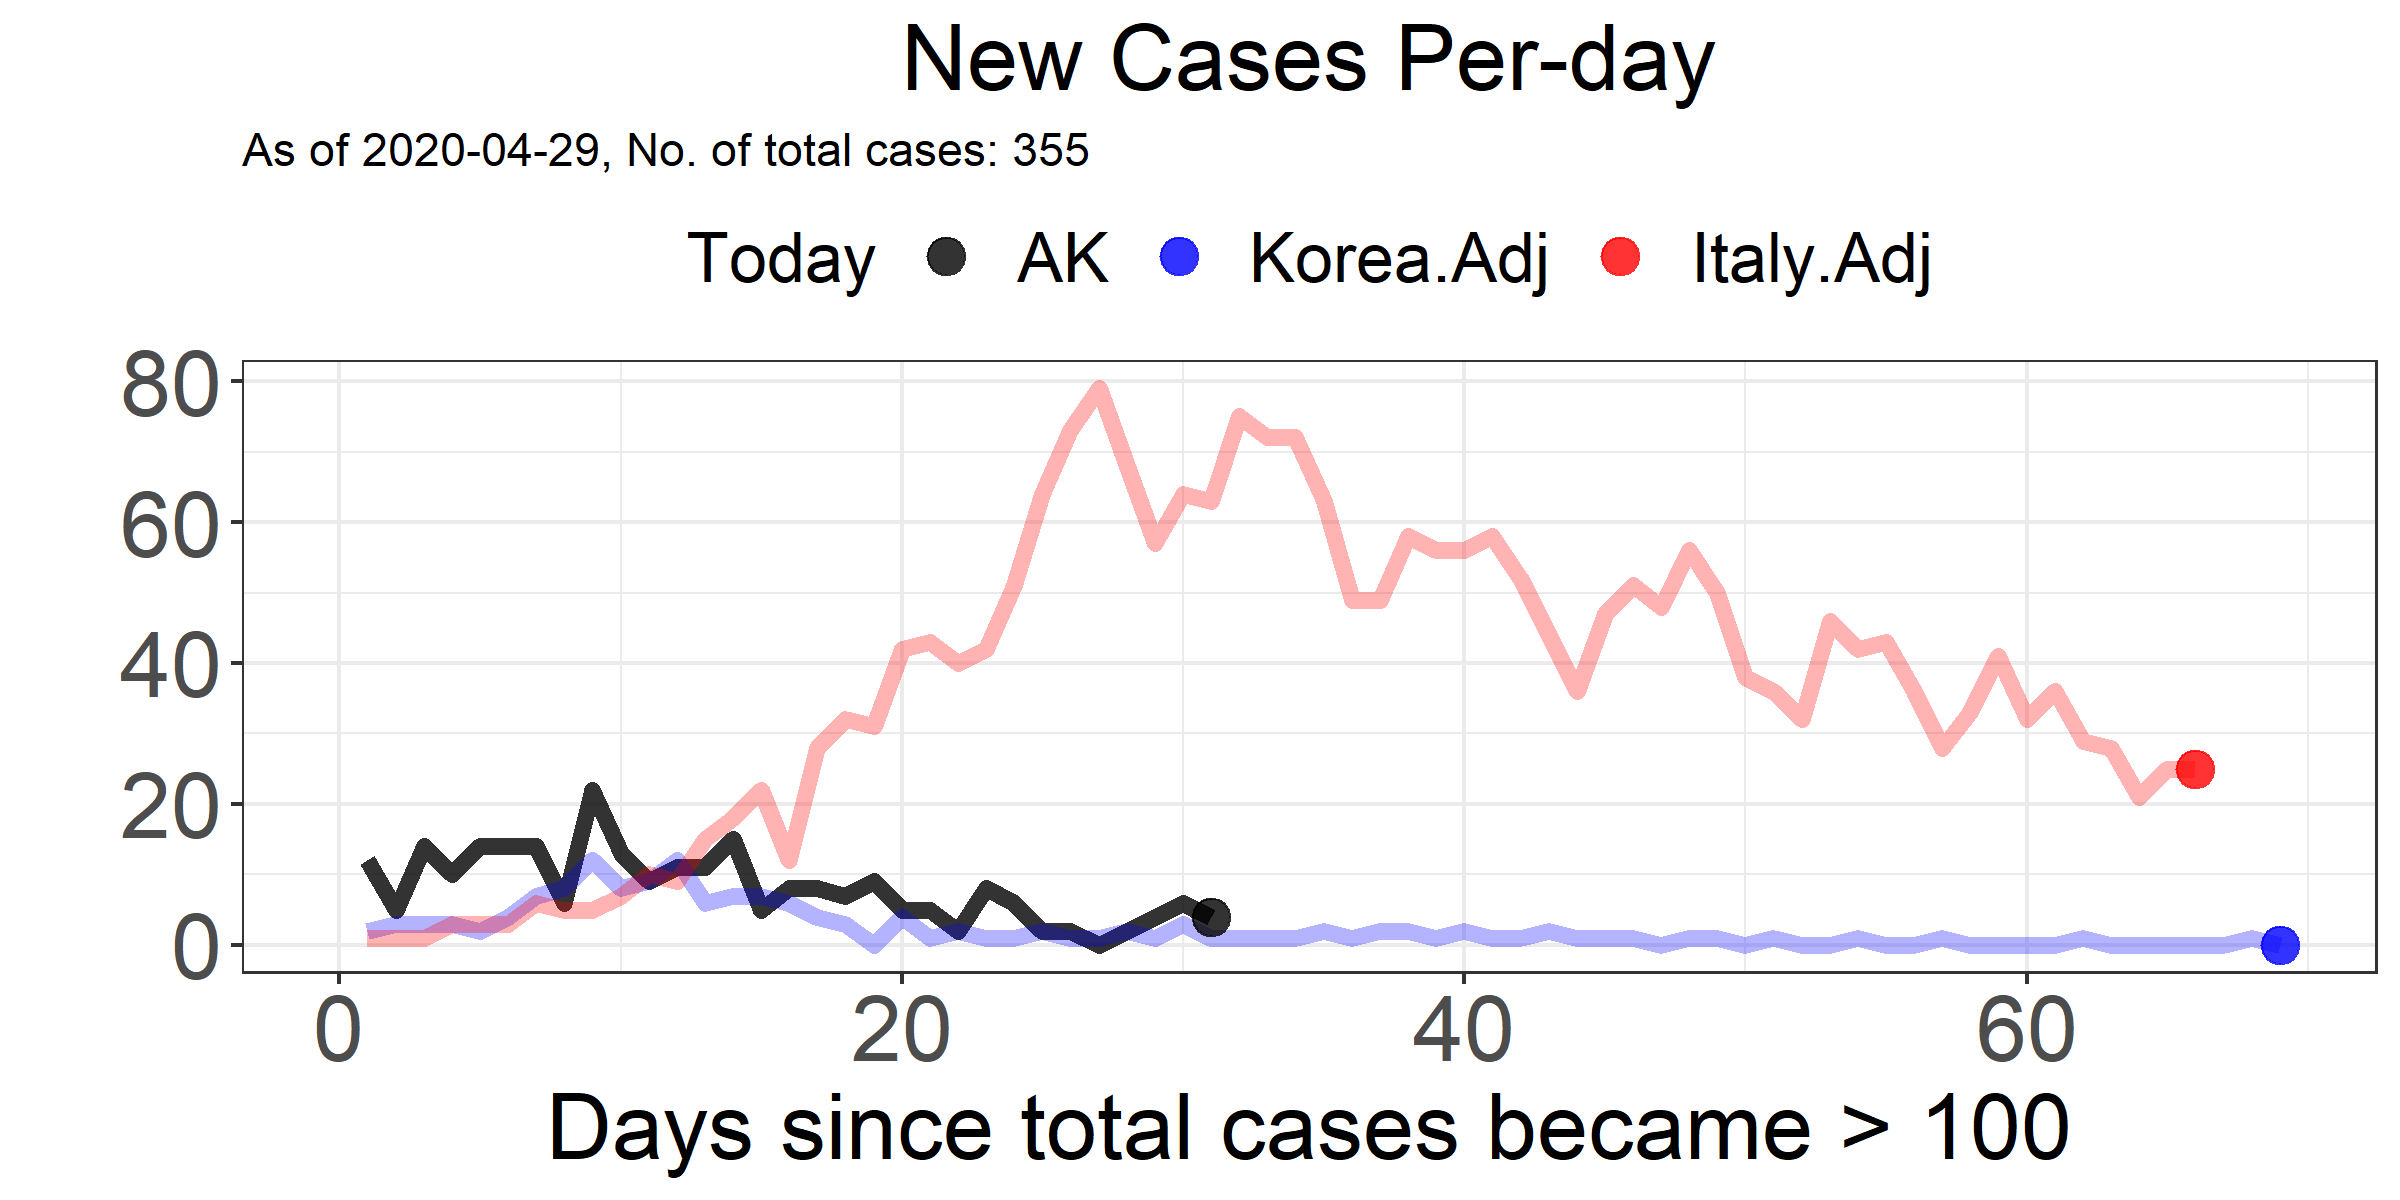 New Cases Per-day
As of 2020-04-29, No. of total cases: 355
Today AK Korea.Adj Italy.Adj
80
60
40
20
0
0 20 40 60
Days since total cases became > 100